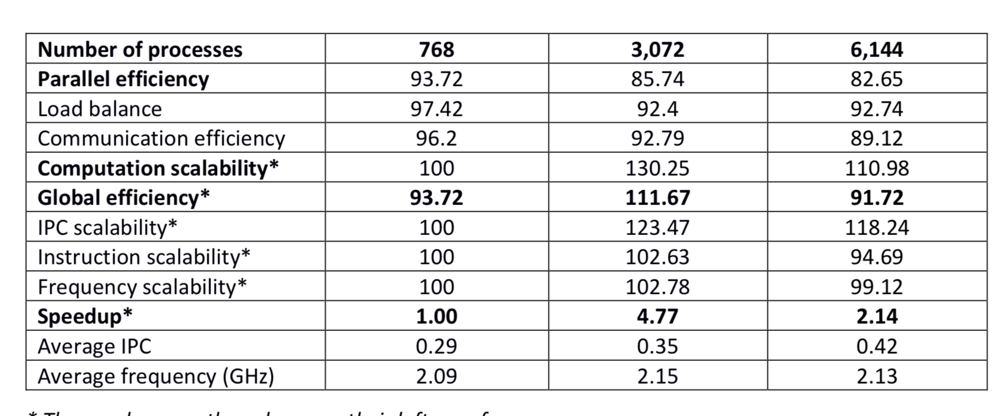 Number of processes 768 3,072 6,144
Parallel efficiency 93.72 85.74 82.65
Load balance 97.42 92.4 92.74
Communication efficiency 96.2 92.79 89.12
Computation scalability* 100 130.25 110.98
Global efficiency* 93.72 111.67 91.72
IPC scalability* 100 123.47 118.24
Instruction scalability* 100 102.63 94.69
Frequency scalability* 100 102.78 99.12
Speedup* 1.00 4.77 2.14
Average IPC 0.29 0.35 0.42
Average frequency (GHz) 2.09 2.15 2.13